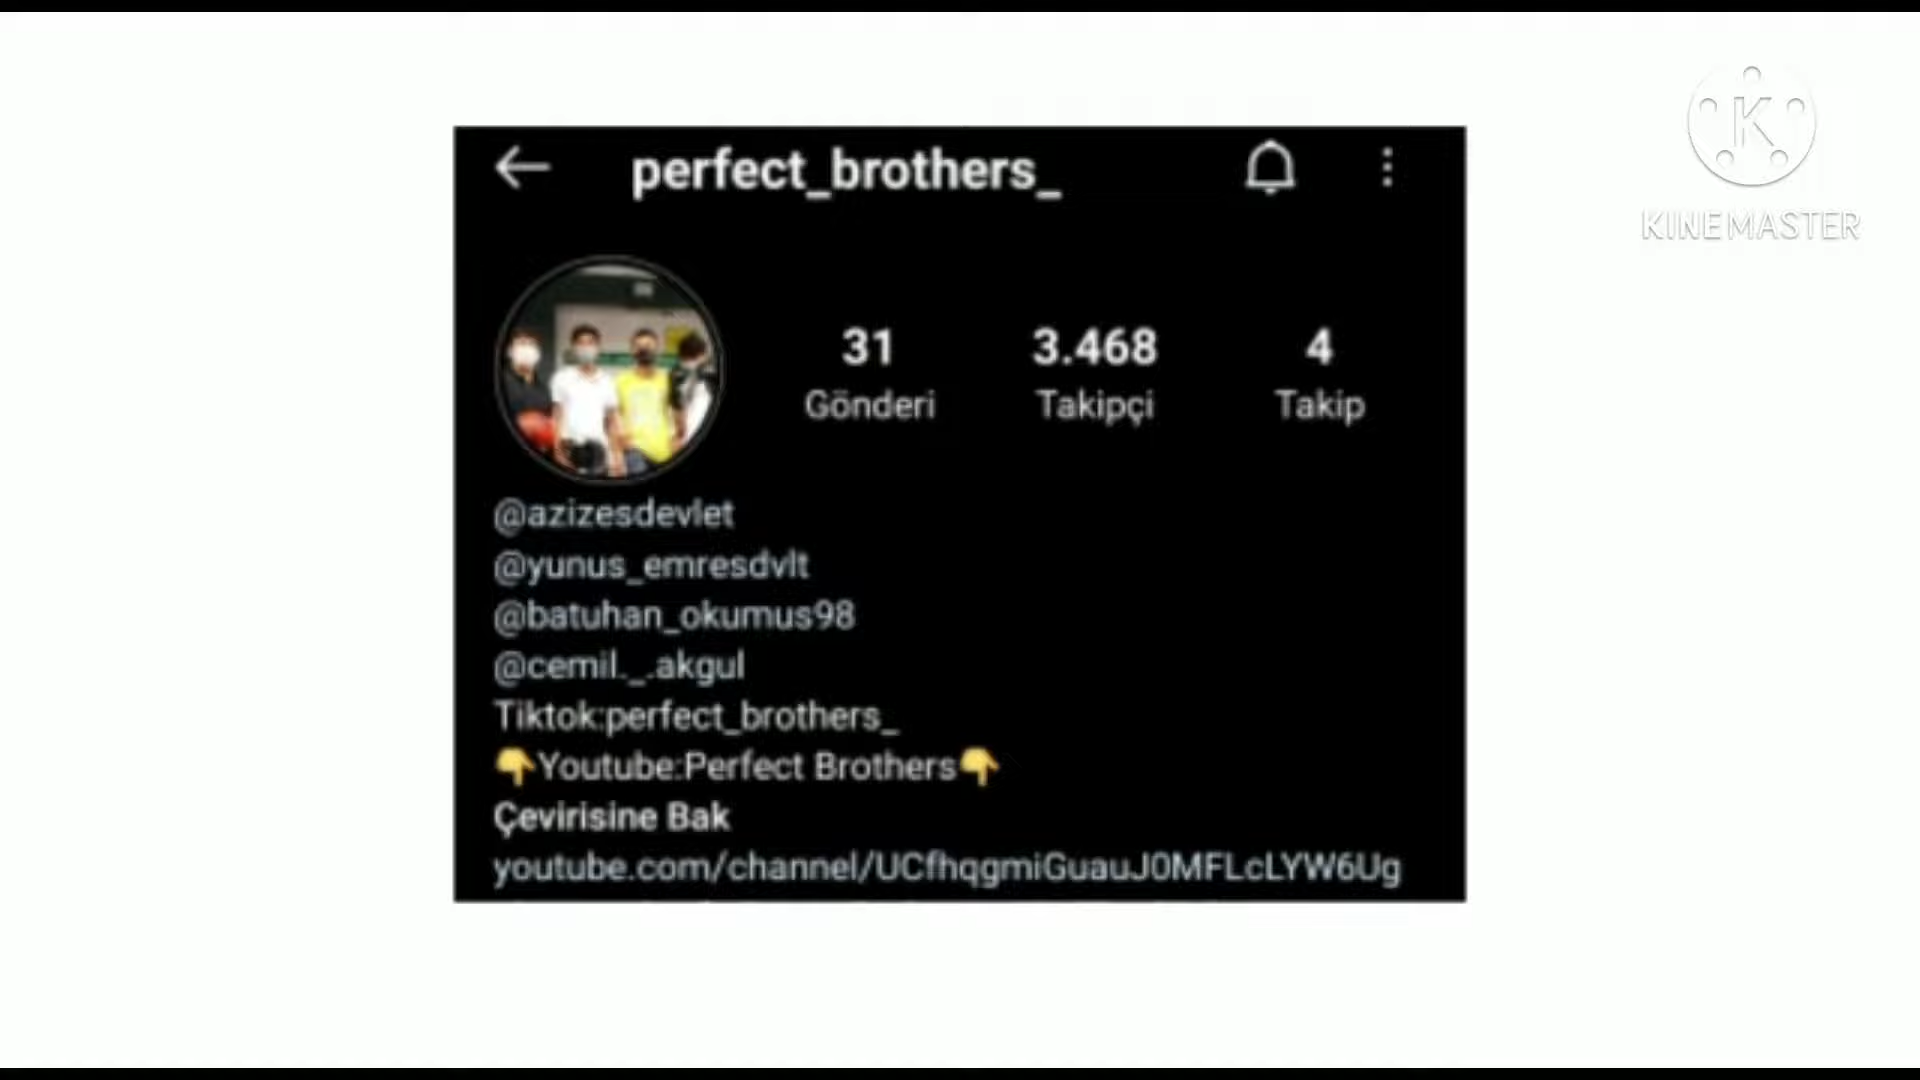 perfect_brothers_
KINEMASTER
31 3.468 4
Gönderi Takipçi Takip
@azizesdevlet
@yunus_emresdvlt
@batuhan_okumus98
@cemil._.akgul
Tiktok:perfect_brothers_
👇Youtube:Perfect Brothers👇
Çevirisine Bak
youtube.com/channel/UCfhqgmiGuauJ0MFLcLYW6Ug